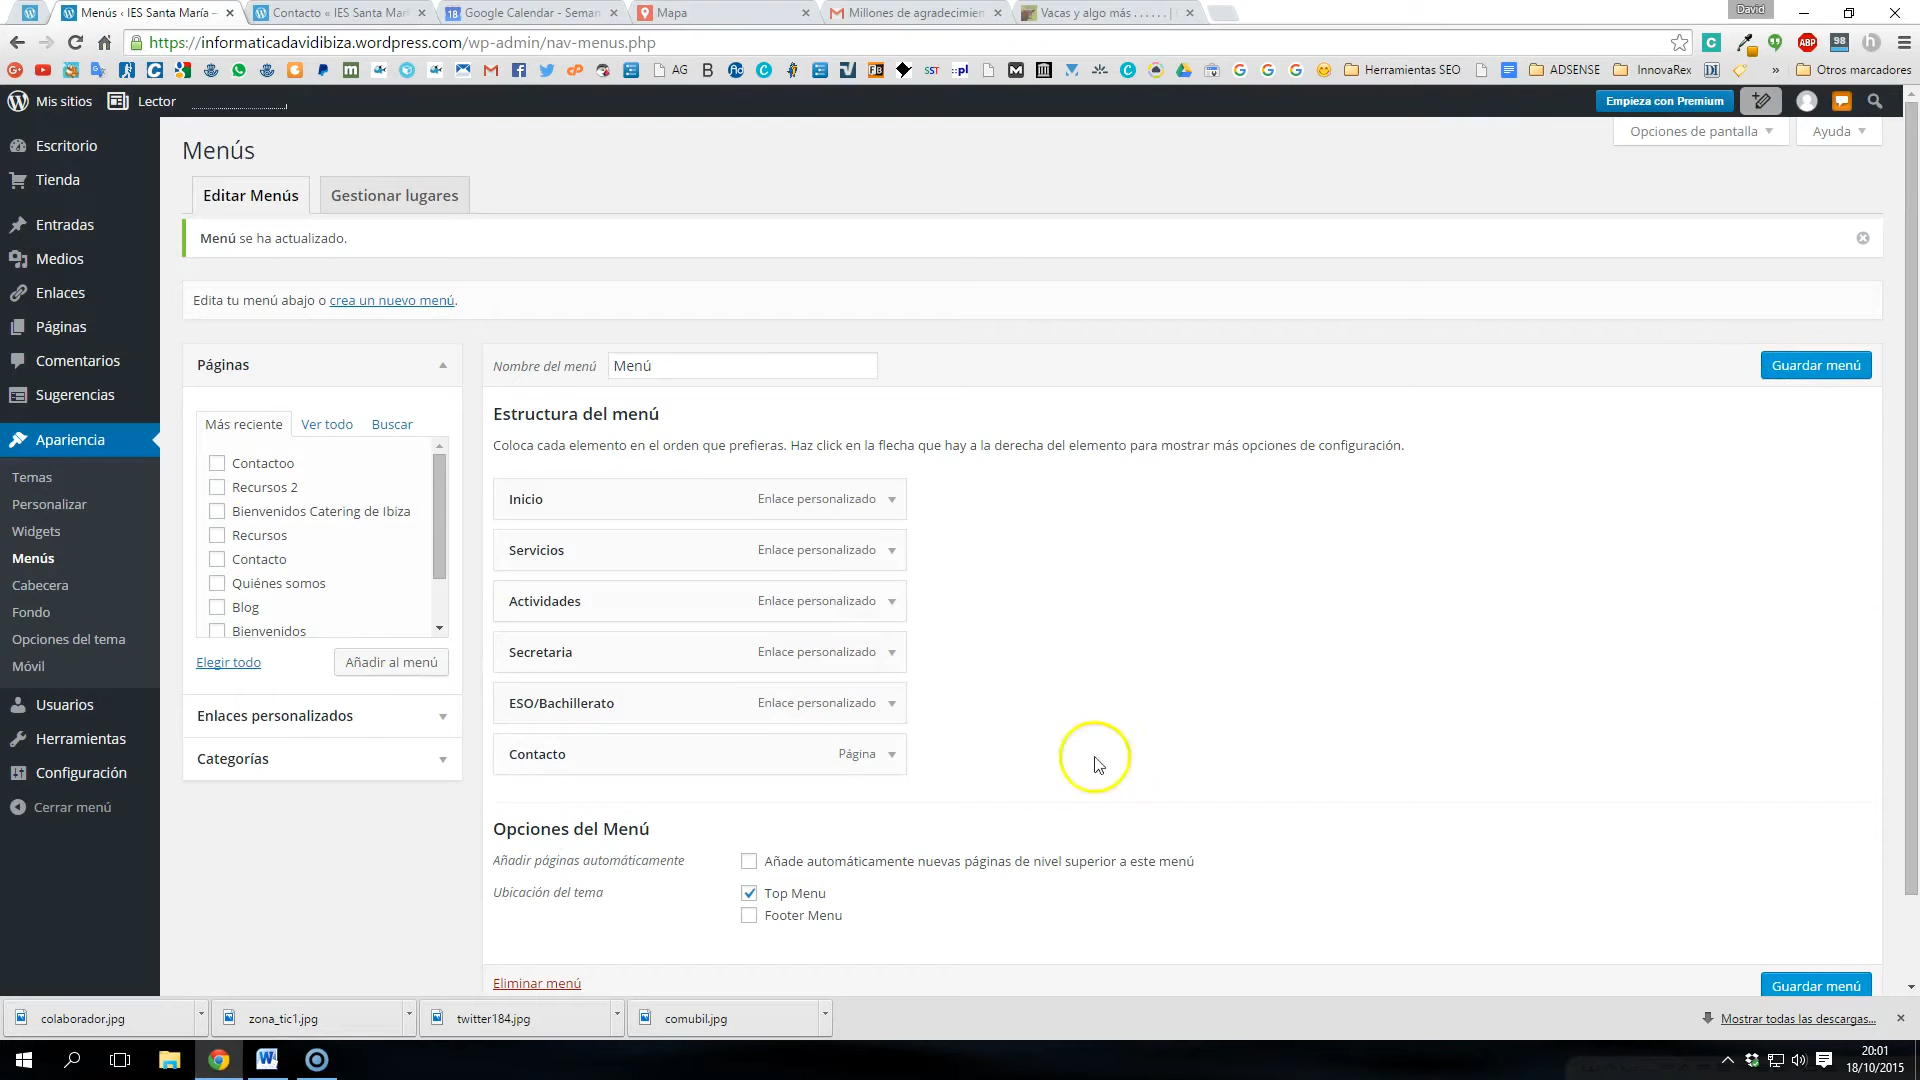 Menús ‹ IES Santa María –
Contacto « IES Santa Mar
Google Calendar - Seman
Mapa
Millones de agradecimien
Vacas y algo más . . . . . . |
David
https://informaticadavidibiza.wordpress.com/wp-admin/nav-menus.php
AG
Herramientas SEO
ADSENSE
InnovaRex
Otros marcadores
Mis sitios
Lector
Empieza con Premium
Opciones de pantalla
Ayuda
Escritorio
Tienda
Entradas
Medios
Enlaces
Páginas
Comentarios
Sugerencias
Apariencia
Temas
Personalizar
Widgets
Menús
Cabecera
Fondo
Opciones del tema
Móvil
Usuarios
Herramientas
Configuración
Cerrar menú
Menús
Editar Menús
Gestionar lugares
Menú se ha actualizado.
Edita tu menú abajo o crea un nuevo menú.
Páginas
Más reciente
Ver todo
Buscar
Contactoo
Recursos 2
Bienvenidos Catering de Ibiza
Recursos
Contacto
Quiénes somos
Blog
Bienvenidos
Elegir todo
Añadir al menú
Enlaces personalizados
Categorías
Nombre del menú
Menú
Guardar menú
Estructura del menú
Coloca cada elemento en el orden que prefieras. Haz click en la flecha que hay a la derecha del elemento para mostrar más opciones de configuración.
Inicio Enlace personalizado
Servicios Enlace personalizado
Actividades Enlace personalizado
Secretaria Enlace personalizado
ESO/Bachillerato Enlace personalizado
Contacto Página
Opciones del Menú
Añadir páginas automáticamente
Añade automáticamente nuevas páginas de nivel superior a este menú
Ubicación del tema
Top Menu
Footer Menu
Eliminar menú
Guardar menú
colaborador.jpg
zona_tic1.jpg
twitter184.jpg
comubil.jpg
Mostrar todas las descargas...
20:01
18/10/2015